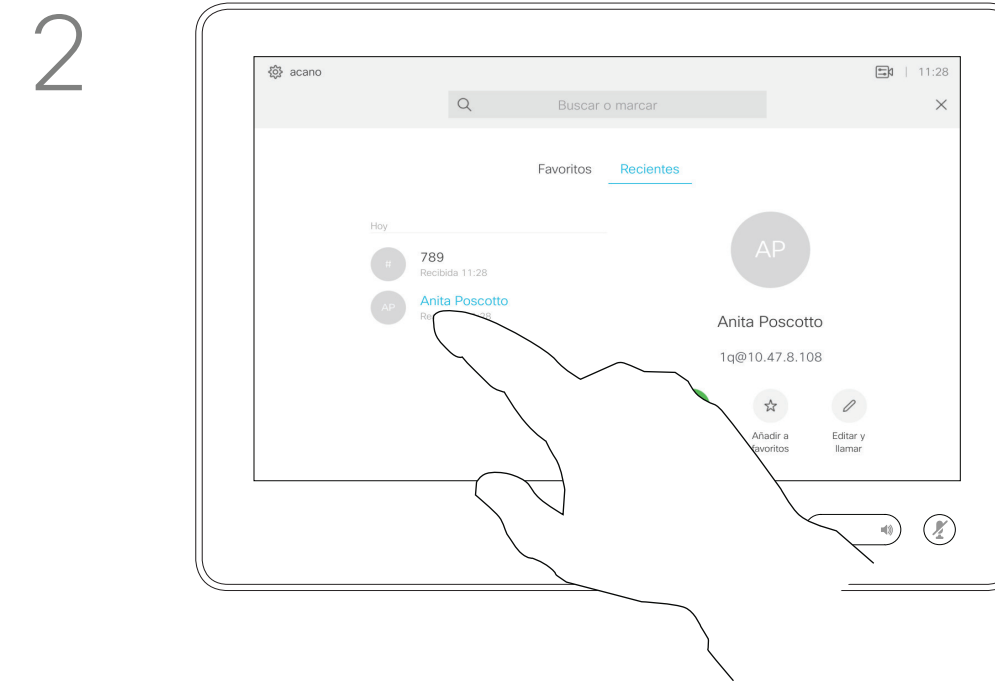 2
acano
11:28
Buscar o marcar
Favoritos
Recientes
Hoy
#
789
Recibida 11:28
AP
Anita Poscotto
AP
Anita Poscotto
1q@10.47.8.108
Añadir a
favoritos
Editar y
llamar